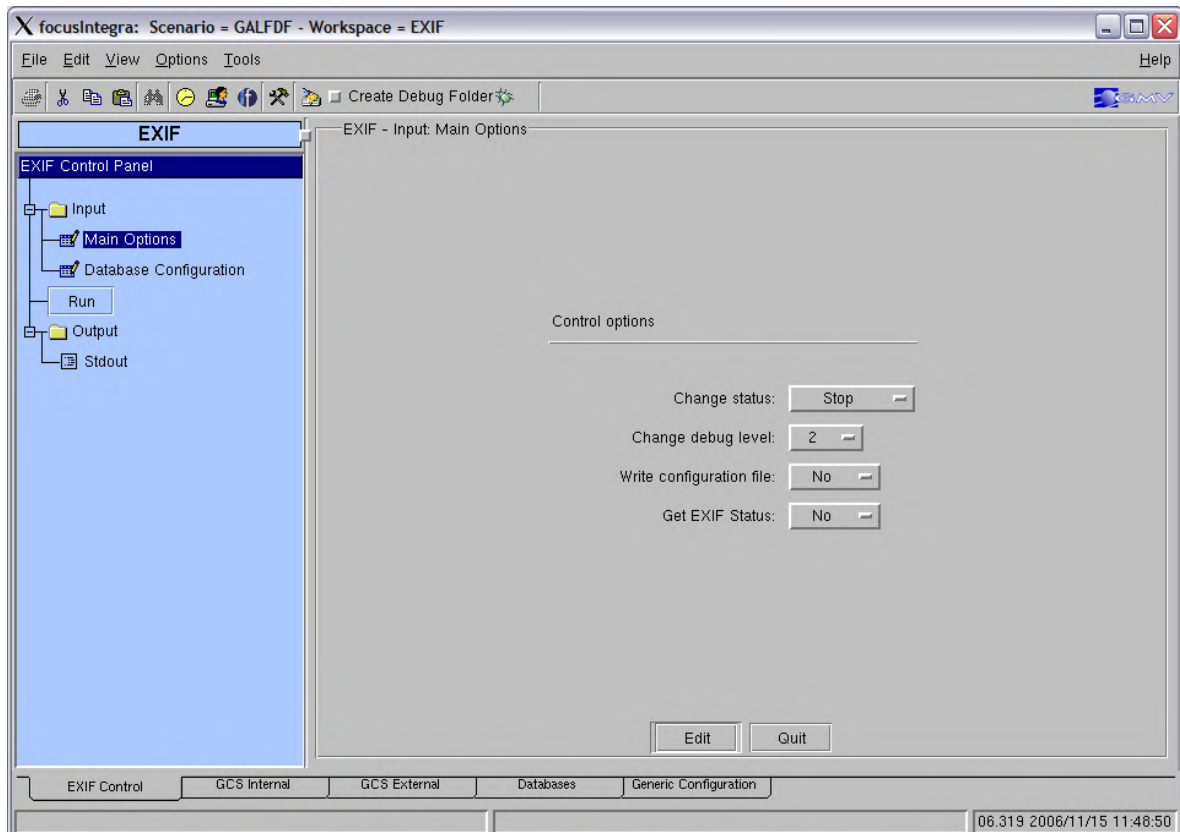 focusIntegra: Scenario = GALFDF - Workspace = EXIF
File Edit View Options Tools Help
Create Debug Folder
GMV
EXIF
EXIF Control Panel
Input
Main Options
Database Configuration
Run
Output
Stdout
EXIF - Input: Main Options
Control options
Change status: Stop
Change debug level: 2
Write configuration file: No
Get EXIF Status: No
Edit Quit
EXIF Control GCS Internal GCS External Databases Generic Configuration
06.319 2006/11/15 11:48:50